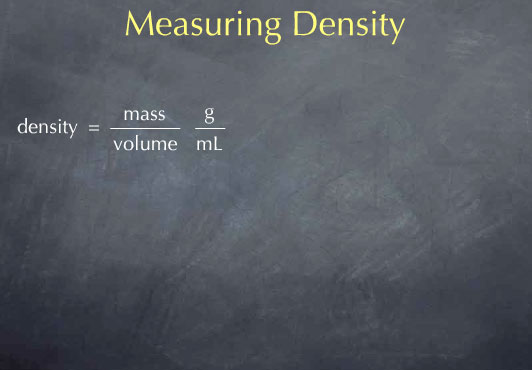 Measuring Density
density = mass g
volume mL